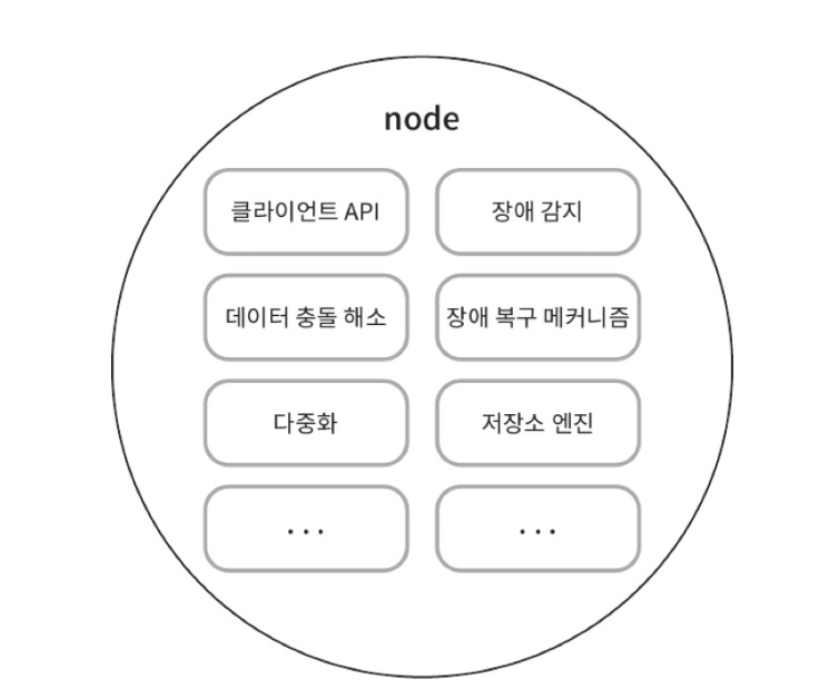 node
클라이언트 API
장애 감지
데이터 충돌 해소
장애 복구 메커니즘
다중화
저장소 엔진
...
...